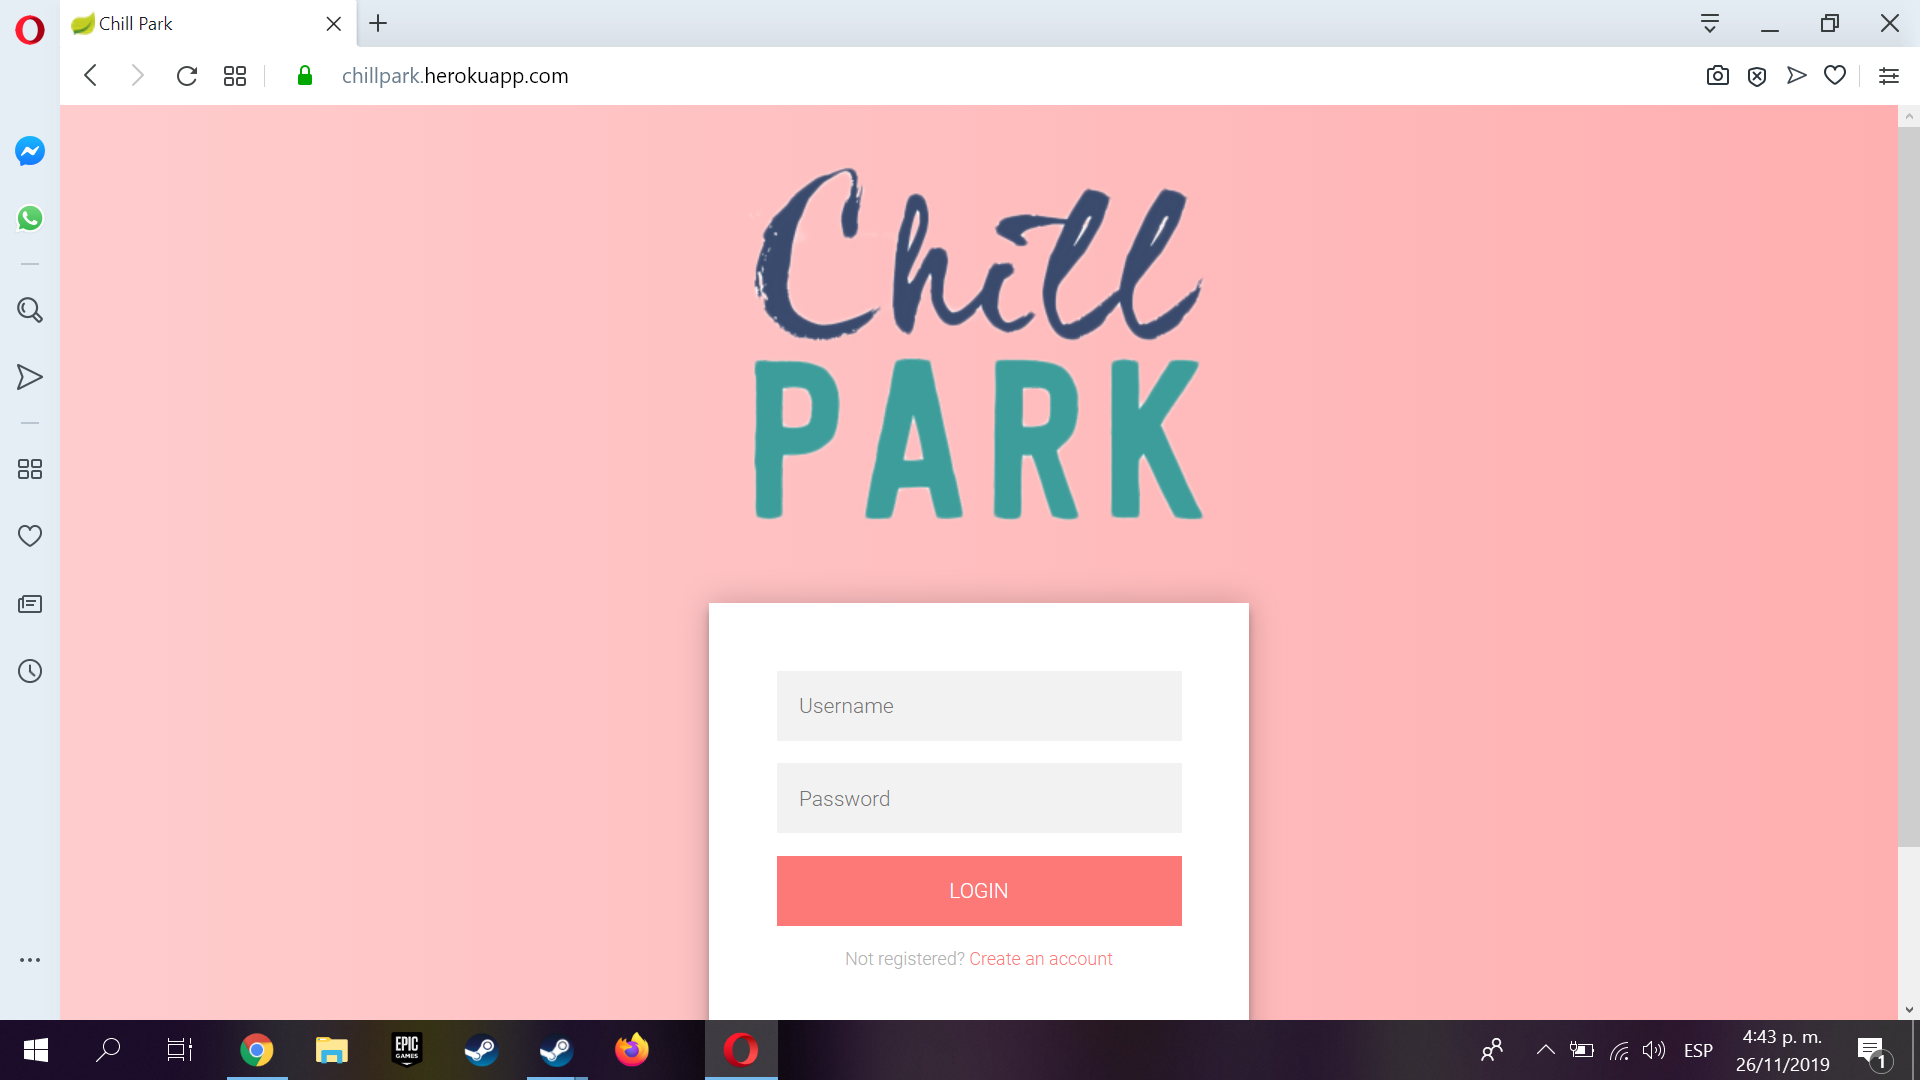 Chill Park
chillpark.herokuapp.com
Chill
PARK
Username
Password
LOGIN
Not registered? Create an account
EPIC
GAMES
ESP
4:43 p. m.
26/11/2019
1